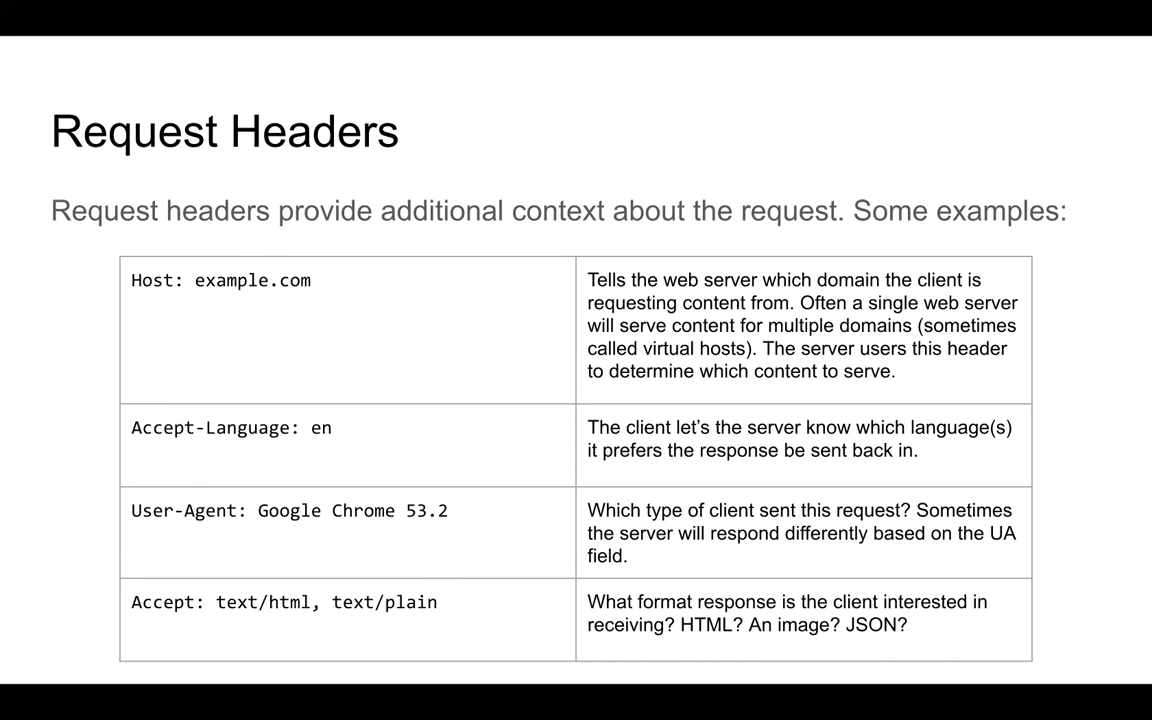 Request Headers
Request headers provide additional context about the request. Some examples:
Host: example.com
Tells the web server which domain the client is
requesting content from. Often a single web server
will serve content for multiple domains (sometimes
called virtual hosts). The server users this header
to determine which content to serve.
Accept-Language: en
The client let's the server know which language(s)
it prefers the response be sent back in.
User-Agent: Google Chrome 53.2
Which type of client sent this request? Sometimes
the server will respond differently based on the UA
field.
Accept: text/html, text/plain
What format response is the client interested in
receiving? HTML? An image? JSON?